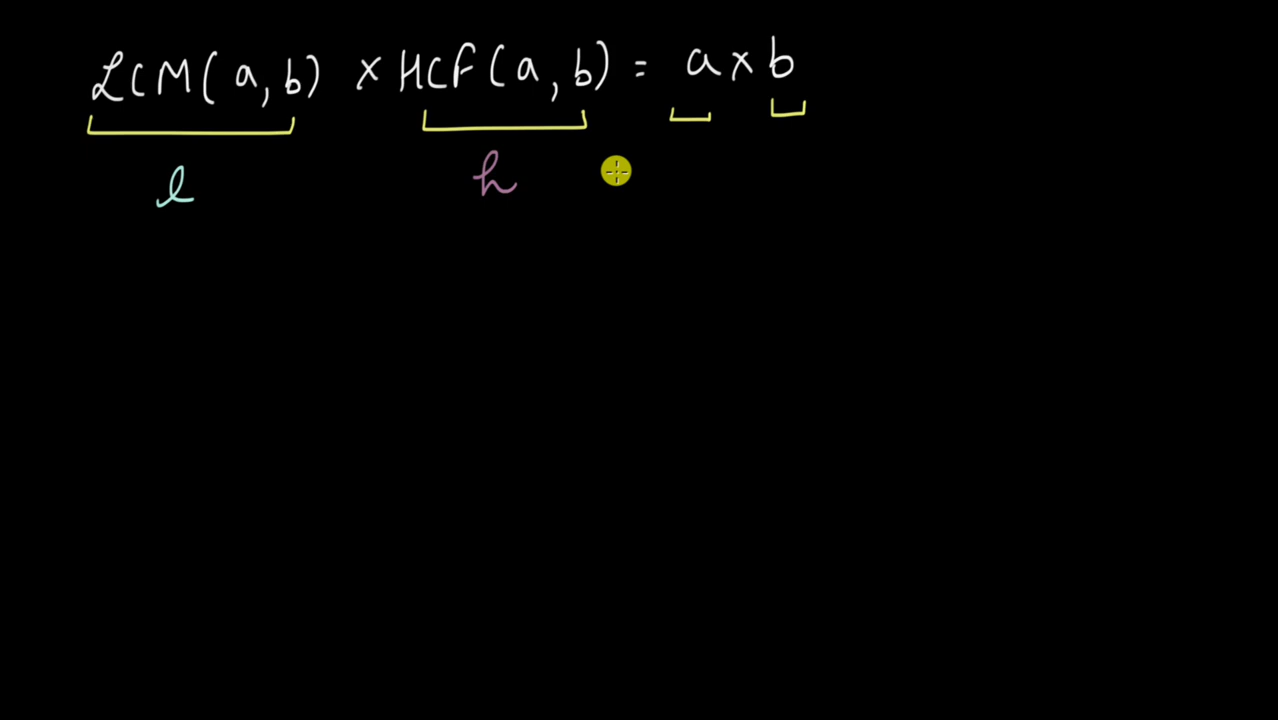 LCM(a,b) × HCF(a,b) = a × b
l h